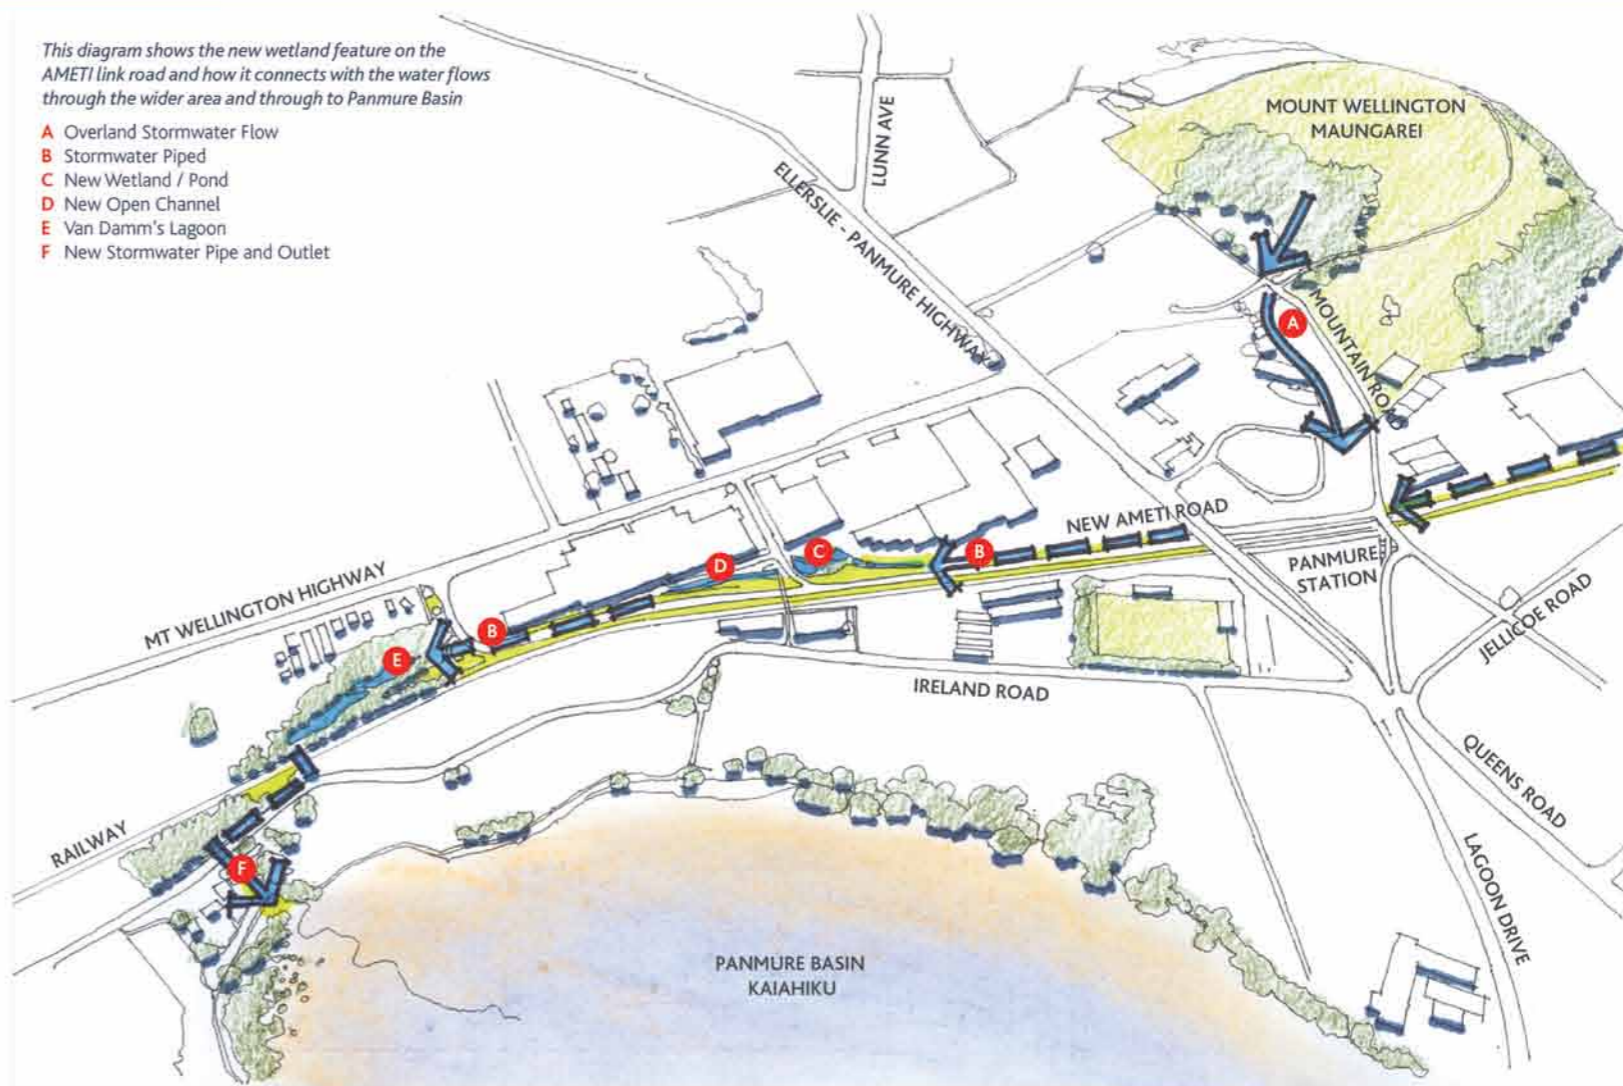 This diagram shows the new wetland feature on the
AMETI link road and how it connects with the water flows
through the wider area and through to Panmure Basin
A Overland Stormwater Flow
B Stormwater Piped
C New Wetland / Pond
D New Open Channel
E Van Damm's Lagoon
F New Stormwater Pipe and Outlet
MOUNT WELLINGTON
MAUNGAREI
LUNN AVE
ELLERSLIE - PANMURE HIGHWAY
MOUNTAIN ROAD
A
NEW AMETI ROAD
PANMURE
STATION
B
C
D
MT WELLINGTON HIGHWAY
B
E
JELLICOE ROAD
IRELAND ROAD
QUEENS ROAD
RAILWAY
F
LAGOON DRIVE
PANMURE BASIN
KAIAHIKU